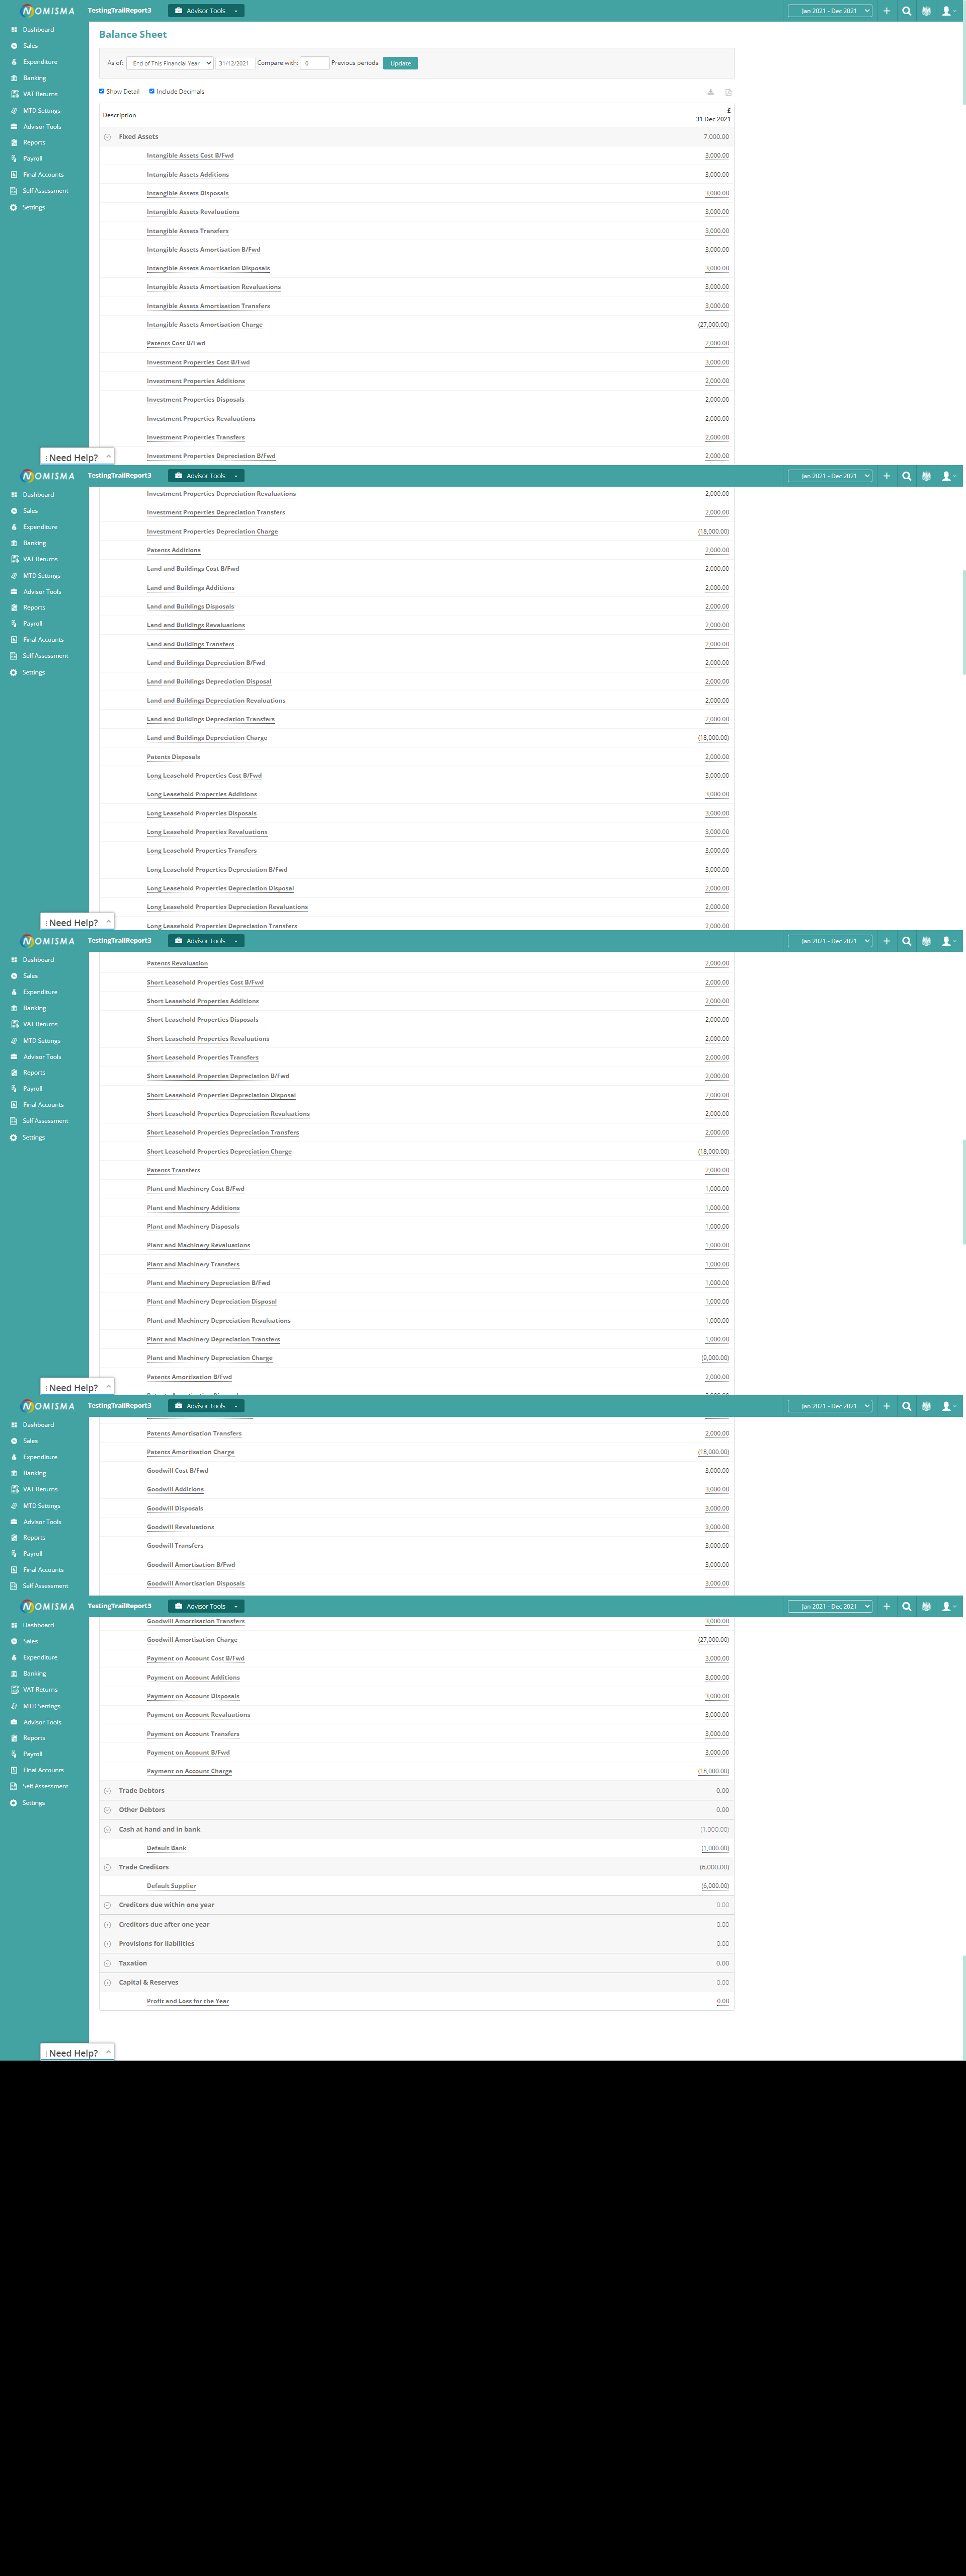 NOMISMA TestingTrailReport3 Advisor Tools Jan 2021 - Dec 2021
Dashboard
Sales
Expenditure
Banking
VAT Returns
MTD Settings
Advisor Tools
Reports
Payroll
Final Accounts
Self Assessment
Settings
Balance Sheet
As of: End of This Financial Year 31/12/2021 Compare with: 0 Previous periods Update
Show Detail Include Decimals
£
Description 31 Dec 2021
Fixed Assets 7,000.00
Intangible Assets Cost B/Fwd 3,000.00
Intangible Assets Additions 3,000.00
Intangible Assets Disposals 3,000.00
Intangible Assets Revaluations 3,000.00
Intangible Assets Transfers 3,000.00
Intangible Assets Amortisation B/Fwd 3,000.00
Intangible Assets Amortisation Disposals 3,000.00
Intangible Assets Amortisation Revaluations 3,000.00
Intangible Assets Amortisation Transfers 3,000.00
Intangible Assets Amortisation Charge (27,000.00)
Patents Cost B/Fwd 2,000.00
Investment Properties Cost B/Fwd 3,000.00
Investment Properties Additions 2,000.00
Investment Properties Disposals 2,000.00
Investment Properties Revaluations 2,000.00
Investment Properties Transfers 2,000.00
Investment Properties Depreciation B/Fwd 2,000.00
Need Help?
NOMISMA TestingTrailReport3 Advisor Tools Jan 2021 - Dec 2021
Dashboard
Sales
Expenditure
Banking
VAT Returns
MTD Settings
Advisor Tools
Reports
Payroll
Final Accounts
Self Assessment
Settings
Investment Properties Depreciation Revaluations 2,000.00
Investment Properties Depreciation Transfers 2,000.00
Investment Properties Depreciation Charge (18,000.00)
Patents Additions 2,000.00
Land and Buildings Cost B/Fwd 2,000.00
Land and Buildings Additions 2,000.00
Land and Buildings Disposals 2,000.00
Land and Buildings Revaluations 2,000.00
Land and Buildings Transfers 2,000.00
Land and Buildings Depreciation B/Fwd 2,000.00
Land and Buildings Depreciation Disposal 2,000.00
Land and Buildings Depreciation Revaluations 2,000.00
Land and Buildings Depreciation Transfers 2,000.00
Land and Buildings Depreciation Charge (18,000.00)
Patents Disposals 2,000.00
Long Leasehold Properties Cost B/Fwd 3,000.00
Long Leasehold Properties Additions 3,000.00
Long Leasehold Properties Disposals 3,000.00
Long Leasehold Properties Revaluations 3,000.00
Long Leasehold Properties Transfers 3,000.00
Long Leasehold Properties Depreciation B/Fwd 3,000.00
Long Leasehold Properties Depreciation Disposal 2,000.00
Long Leasehold Properties Depreciation Revaluations 2,000.00
Long Leasehold Properties Depreciation Transfers 2,000.00
Need Help?
NOMISMA TestingTrailReport3 Advisor Tools Jan 2021 - Dec 2021
Dashboard
Sales
Expenditure
Banking
VAT Returns
MTD Settings
Advisor Tools
Reports
Payroll
Final Accounts
Self Assessment
Settings
Patents Revaluation 2,000.00
Short Leasehold Properties Cost B/Fwd 2,000.00
Short Leasehold Properties Additions 2,000.00
Short Leasehold Properties Disposals 2,000.00
Short Leasehold Properties Revaluations 2,000.00
Short Leasehold Properties Transfers 2,000.00
Short Leasehold Properties Depreciation B/Fwd 2,000.00
Short Leasehold Properties Depreciation Disposal 2,000.00
Short Leasehold Properties Depreciation Revaluations 2,000.00
Short Leasehold Properties Depreciation Transfers 2,000.00
Short Leasehold Properties Depreciation Charge (18,000.00)
Patents Transfers 2,000.00
Plant and Machinery Cost B/Fwd 1,000.00
Plant and Machinery Additions 1,000.00
Plant and Machinery Disposals 1,000.00
Plant and Machinery Revaluations 1,000.00
Plant and Machinery Transfers 1,000.00
Plant and Machinery Depreciation B/Fwd 1,000.00
Plant and Machinery Depreciation Disposal 1,000.00
Plant and Machinery Depreciation Revaluations 1,000.00
Plant and Machinery Depreciation Transfers 1,000.00
Plant and Machinery Depreciation Charge (9,000.00)
Patents Amortisation B/Fwd 2,000.00
Need Help?
NOMISMA TestingTrailReport3 Advisor Tools Jan 2021 - Dec 2021
Dashboard
Sales
Expenditure
Banking
VAT Returns
MTD Settings
Advisor Tools
Reports
Payroll
Final Accounts
Self Assessment
Patents Amortisation Transfers 2,000.00
Patents Amortisation Charge (18,000.00)
Goodwill Cost B/Fwd 3,000.00
Goodwill Additions 3,000.00
Goodwill Disposals 3,000.00
Goodwill Revaluations 3,000.00
Goodwill Transfers 3,000.00
Goodwill Amortisation B/Fwd 3,000.00
Goodwill Amortisation Disposals 3,000.00
NOMISMA TestingTrailReport3 Advisor Tools Jan 2021 - Dec 2021
Dashboard
Sales
Expenditure
Banking
VAT Returns
MTD Settings
Advisor Tools
Reports
Payroll
Final Accounts
Self Assessment
Settings
Goodwill Amortisation Transfers 3,000.00
Goodwill Amortisation Charge (27,000.00)
Payment on Account Cost B/Fwd 3,000.00
Payment on Account Additions 3,000.00
Payment on Account Disposals 3,000.00
Payment on Account Revaluations 3,000.00
Payment on Account Transfers 3,000.00
Payment on Account B/Fwd 3,000.00
Payment on Account Charge (18,000.00)
Trade Debtors 0.00
Other Debtors 0.00
Cash at hand and in bank (1,000.00)
Default Bank (1,000.00)
Trade Creditors (6,000.00)
Default Supplier (6,000.00)
Creditors due within one year 0.00
Creditors due after one year 0.00
Provisions for liabilities 0.00
Taxation 0.00
Capital & Reserves 0.00
Profit and Loss for the Year 0.00
Need Help?